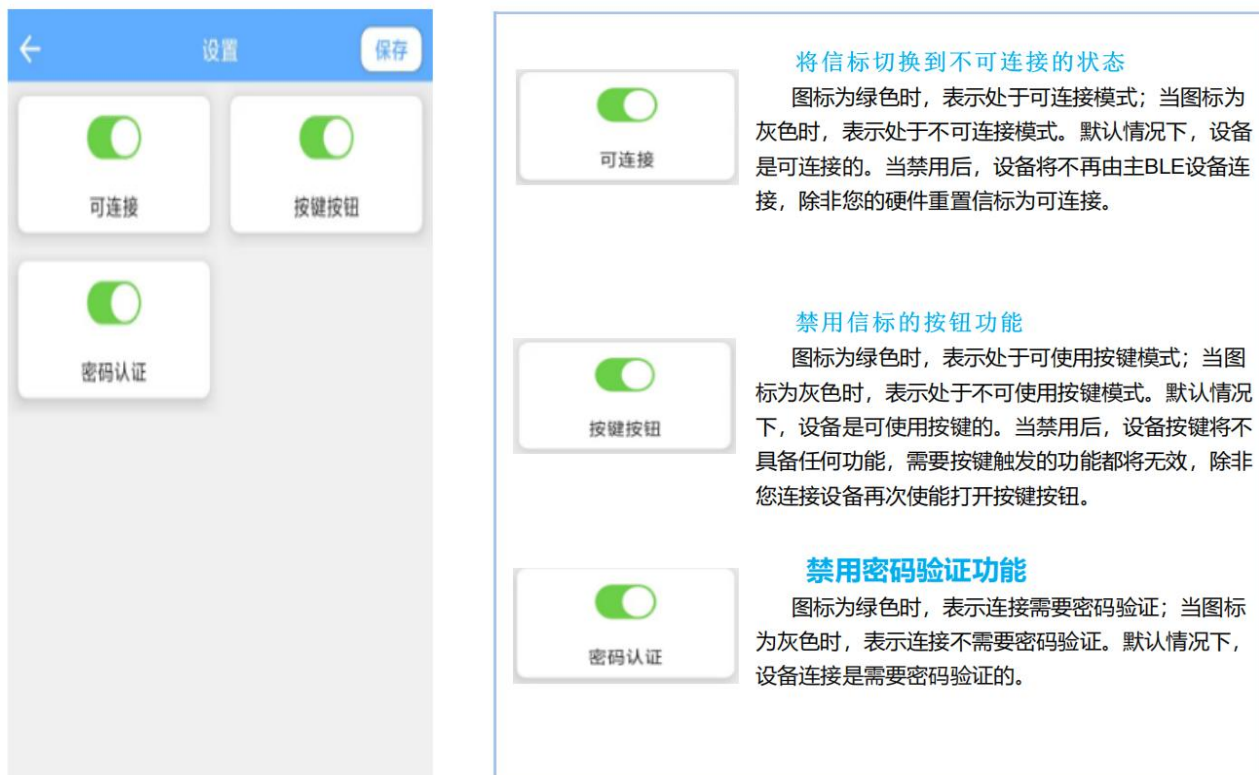 设置
保存
可连接
按键按钮
密码认证
可连接
将信标切换到不可连接的状态
图标为绿色时，表示处于可连接模式；当图标为
灰色时，表示处于不可连接模式。默认情况下，设备
是可连接的。当禁用后，设备将不再由主BLE设备连
接，除非您的硬件重置信标为可连接。
按键按钮
禁用信标的按钮功能
图标为绿色时，表示处于可使用按键模式；当图
标为灰色时，表示处于不可使用按键模式。默认情况
下，设备是可使用按键的。当禁用后，设备按键将不
具备任何功能，需要按键触发的功能都将无效，除非
您连接设备再次使能打开按键按钮。
密码认证
禁用密码验证功能
图标为绿色时，表示连接需要密码验证；当图标
为灰色时，表示连接不需要密码验证。默认情况下，
设备连接是需要密码验证的。